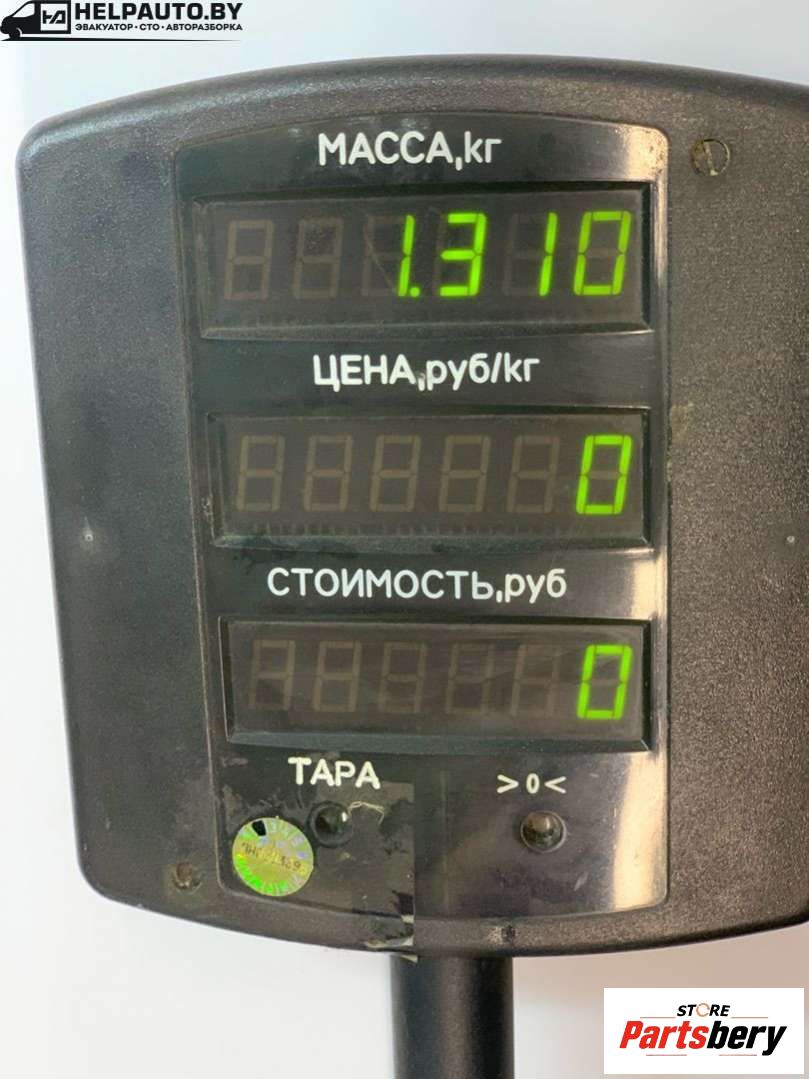 HELPAUTO.BY
ЭВАКУАТОР • СТО • АВТОРАЗБОРКА
МАССА,кг
1.310
ЦЕНА,руб/кг
0
СТОИМОСТЬ,руб
0
ТАРА >0<
STORE
Partsbery